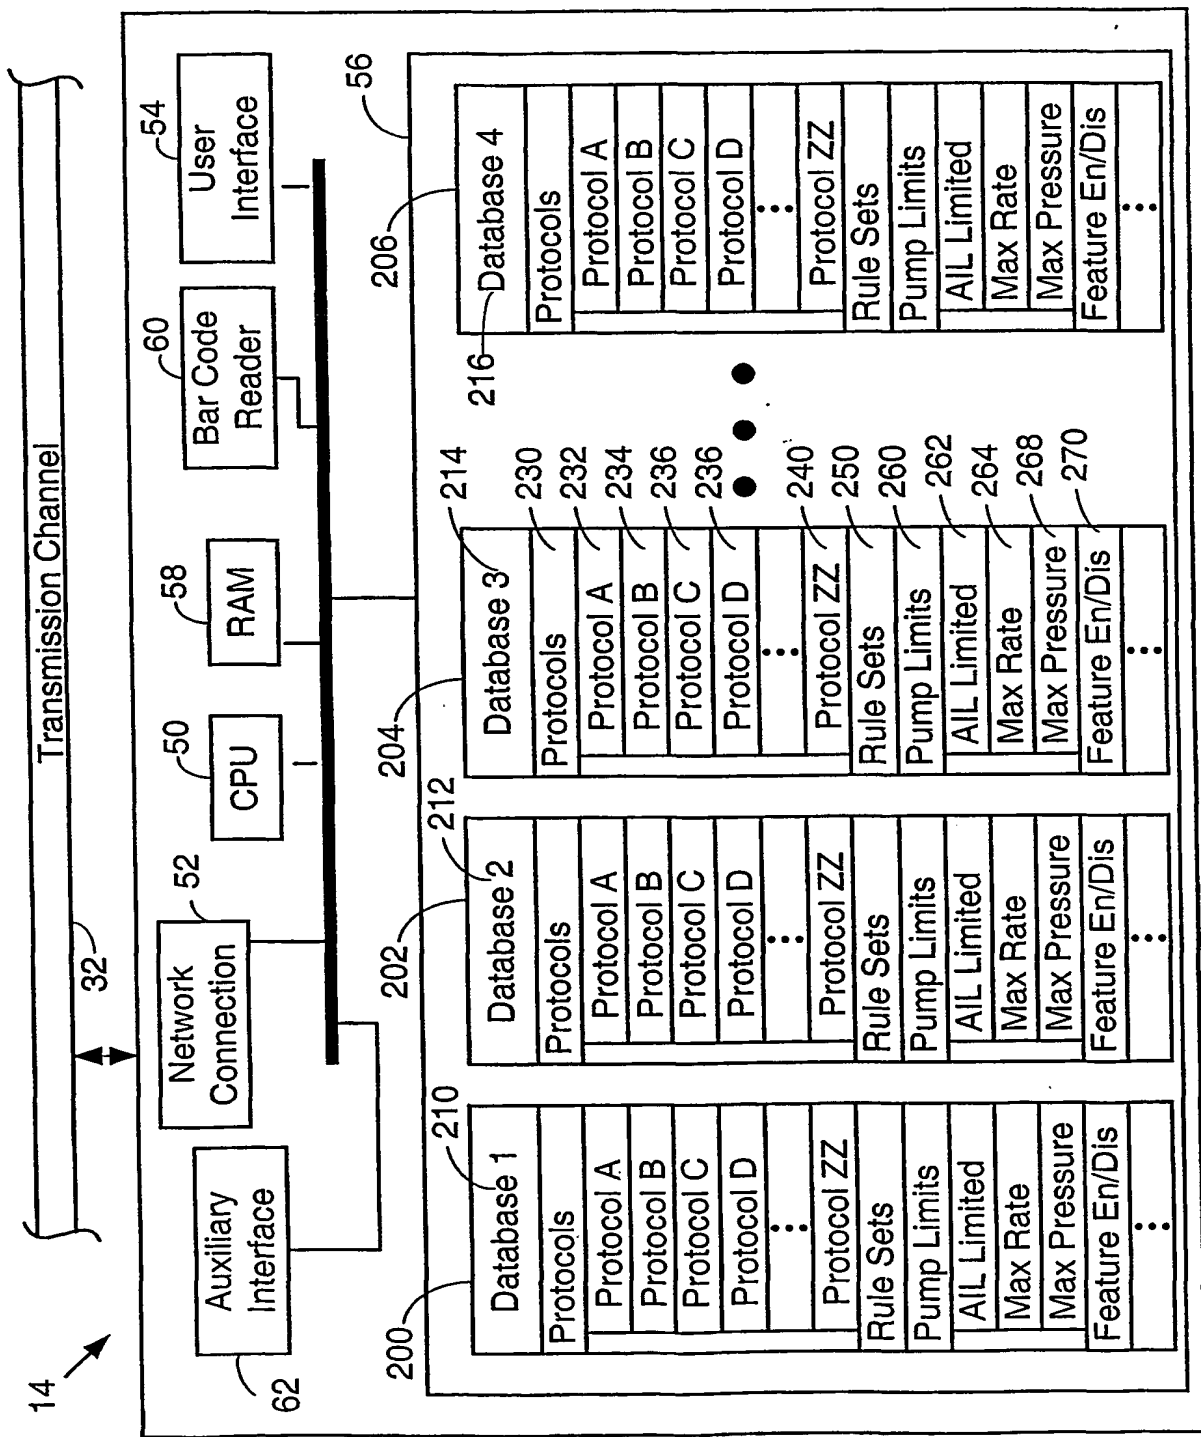 Transmission Channel
32
14
Auxiliary
Interface
62
Network
Connection
52
CPU
50
RAM
58
Bar Code
Reader
60
User
Interface
54
56
200
Database 1
210
Protocols
Protocol A
Protocol B
Protocol C
Protocol D
...
Protocol ZZ
Rule Sets
Pump Limits
AIL Limited
Max Rate
Max Pressure
Feature En/Dis
...
202
Database 2
212
Protocols
Protocol A
Protocol B
Protocol C
Protocol D
...
Protocol ZZ
Rule Sets
Pump Limits
AIL Limited
Max Rate
Max Pressure
Feature En/Dis
...
204
Database 3
214
Protocols
230
Protocol A
232
Protocol B
234
Protocol C
236
Protocol D
236
...
Protocol ZZ
240
Rule Sets
250
Pump Limits
260
AIL Limited
262
Max Rate
264
Max Pressure
268
Feature En/Dis
270
...
206
Database 4
216
Protocols
Protocol A
Protocol B
Protocol C
Protocol D
...
Protocol ZZ
Rule Sets
Pump Limits
AIL Limited
Max Rate
Max Pressure
Feature En/Dis
...